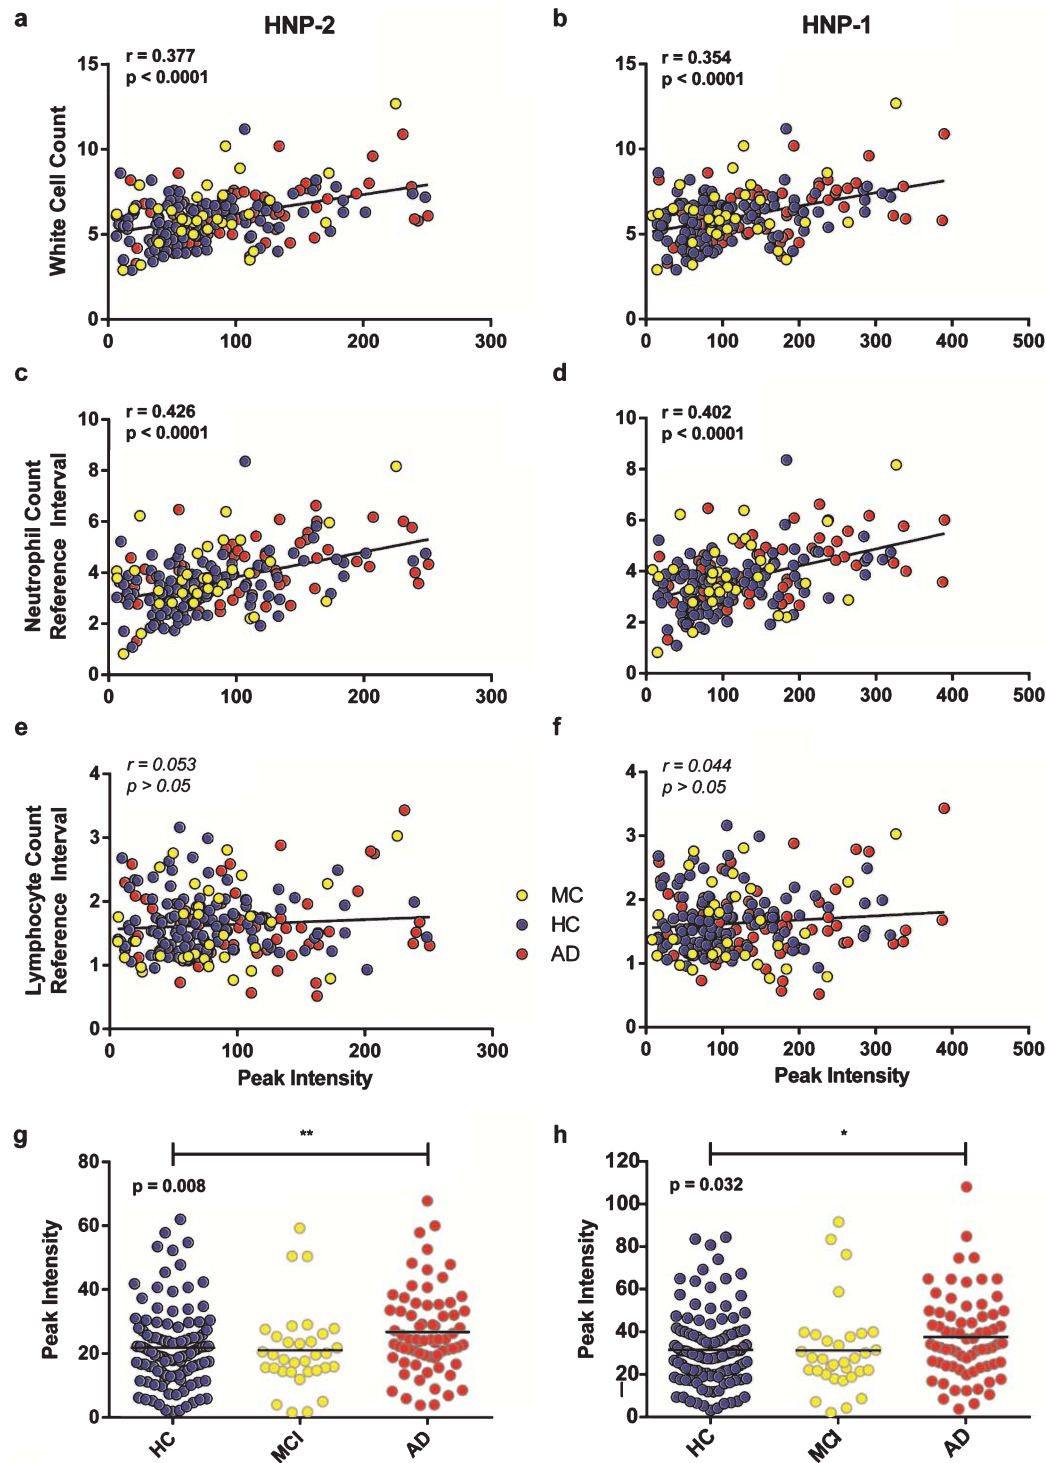 a
HNP-2
b
HNP-1
r = 0.377
p < 0.0001
r = 0.354
p < 0.0001
White Cell Count
15
10
5
0
0 100 200 300
15
10
5
0
0 100 200 300 400 500
c
d
r = 0.426
p < 0.0001
r = 0.402
p < 0.0001
Neutrophil Count
Reference Interval
10
8
6
4
2
0
0 100 200 300
10
8
6
4
2
0
0 100 200 300 400 500
e
f
r = 0.053
p > 0.05
r = 0.044
p > 0.05
Lymphocyte Count
Reference Interval
4
3
2
1
0
0 100 200 300
Peak Intensity
MC
HC
AD
4
3
2
1
0
0 100 200 300 400 500
Peak Intensity
g
**
p = 0.008
Peak Intensity
80
60
40
20
0
HC MCI AD
h
*
p = 0.032
Peak Intensity
120
100
80
60
40
20
0
HC MCI AD